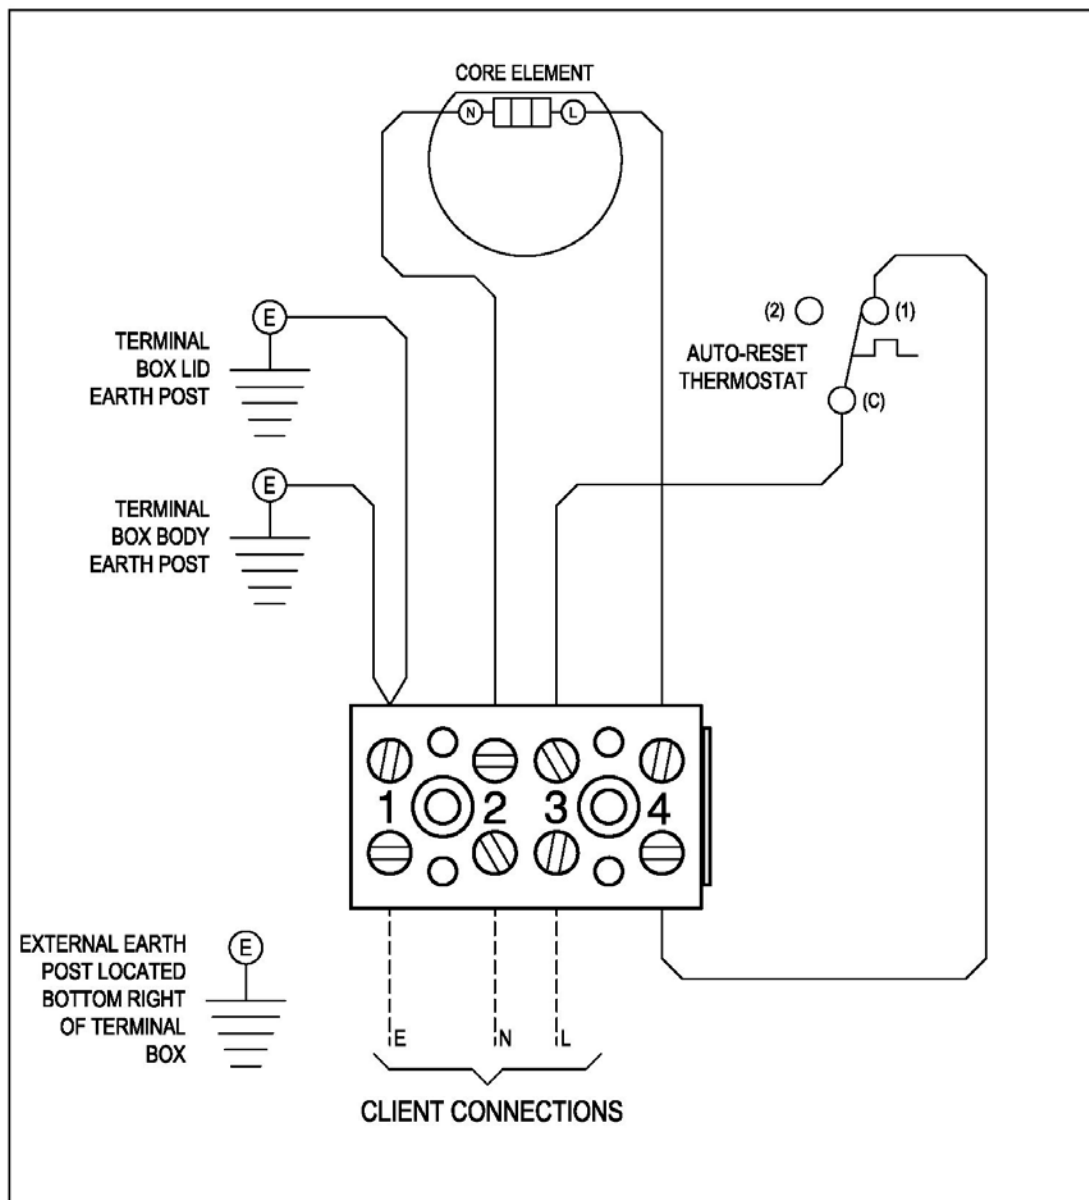 CORE ELEMENT
N
L
E
TERMINAL
BOX LID
EARTH POST
(2)
(1)
AUTO-RESET
THERMOSTAT
(C)
E
TERMINAL
BOX BODY
EARTH POST
1 2 3 4
EXTERNAL EARTH
POST LOCATED
BOTTOM RIGHT
OF TERMINAL
BOX
E
E
N
L
CLIENT CONNECTIONS